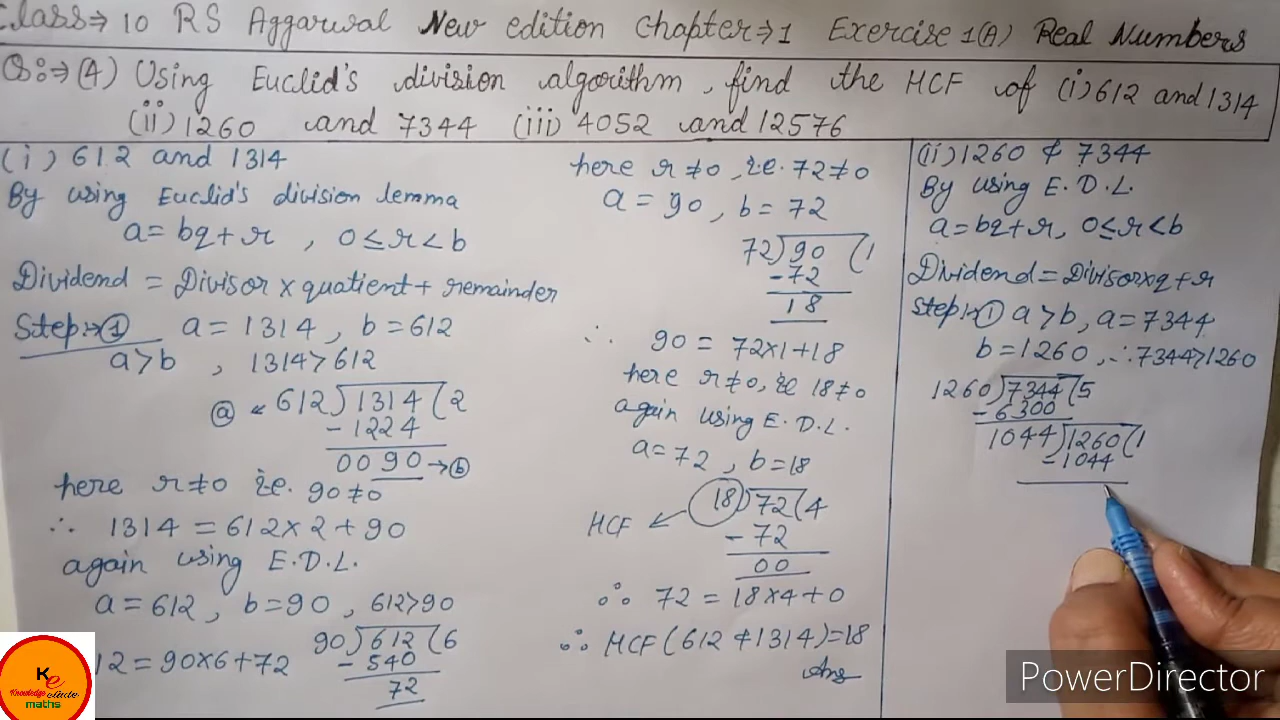 Class⇒ 10 RS Aggarwal New edition Chapter⇒1 Exercise 1(A) Real Numbers
Q:⇒(4) Using Euclid's division algorithm, find the HCF of (i) 612 and 1314
(ii) 1260 and 7344 (iii) 4052 and 12576
(i) 612 and 1314
By using Euclid's division lemma
a = bq + r , 0 ≤ r < b
Dividend = Divisor × quatient + remainder
Step:→① a = 1314 , b = 612
a > b , 1314 > 612
ⓐ ← 612 ) 1314 ( 2
- 1224
0090 → ⓑ
here r ≠ 0 i.e. 90 ≠ 0
∴ 1314 = 612 × 2 + 90
again using E.D.L.
a = 612 , b = 90 , 612 > 90
90 ) 612 ( 6
12 = 90×6+72
- 540
72
here r ≠ 0 , i.e. 72 ≠ 0
a = 90 , b = 72
72 ) 90 ( 1
- 72
18
∴ 90 = 72×1+18
here r ≠ 0, i.e 18 ≠ 0
again using E.D.L.
a = 72 , b = 18
18 ) 72 ( 4
HCF ←
- 72
00
∴ 72 = 18×4+0
∴ HCF (612 & 1314) = 18
Ans
(ii) 1260 & 7344
By using E.D.L.
a = bq + r, 0 ≤ r < b
Dividend = Divisor×q + r
Step:→① a > b, a = 7344
b = 1260, ∴ 7344 > 1260
1260 ) 7344 ( 5
- 6300
1044 ) 1260 ( 1
- 1044
Ke
Knowledge educate
maths
PowerDirector